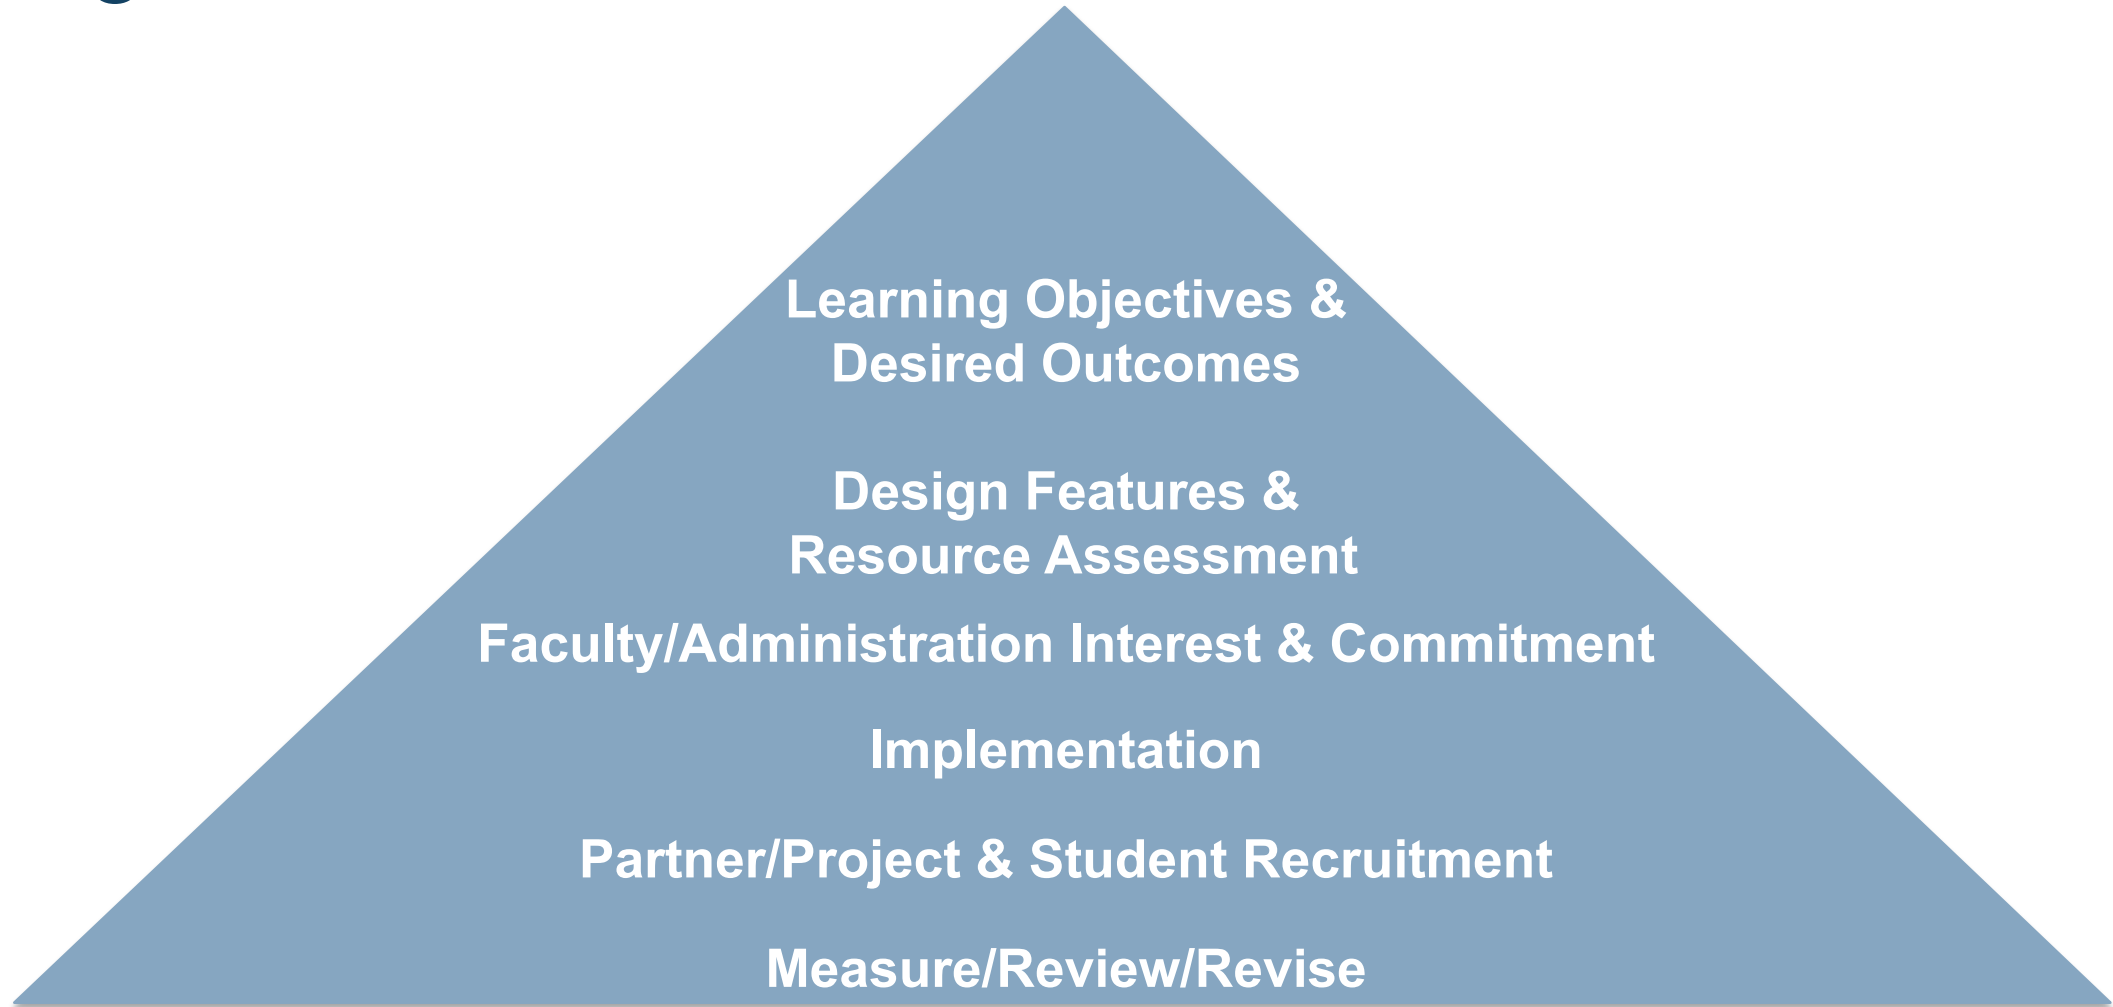 Learning Objectives &
Desired Outcomes
Design Features &
Resource Assessment
Faculty/Administration Interest & Commitment
Implementation
Partner/Project & Student Recruitment
Measure/Review/Revise